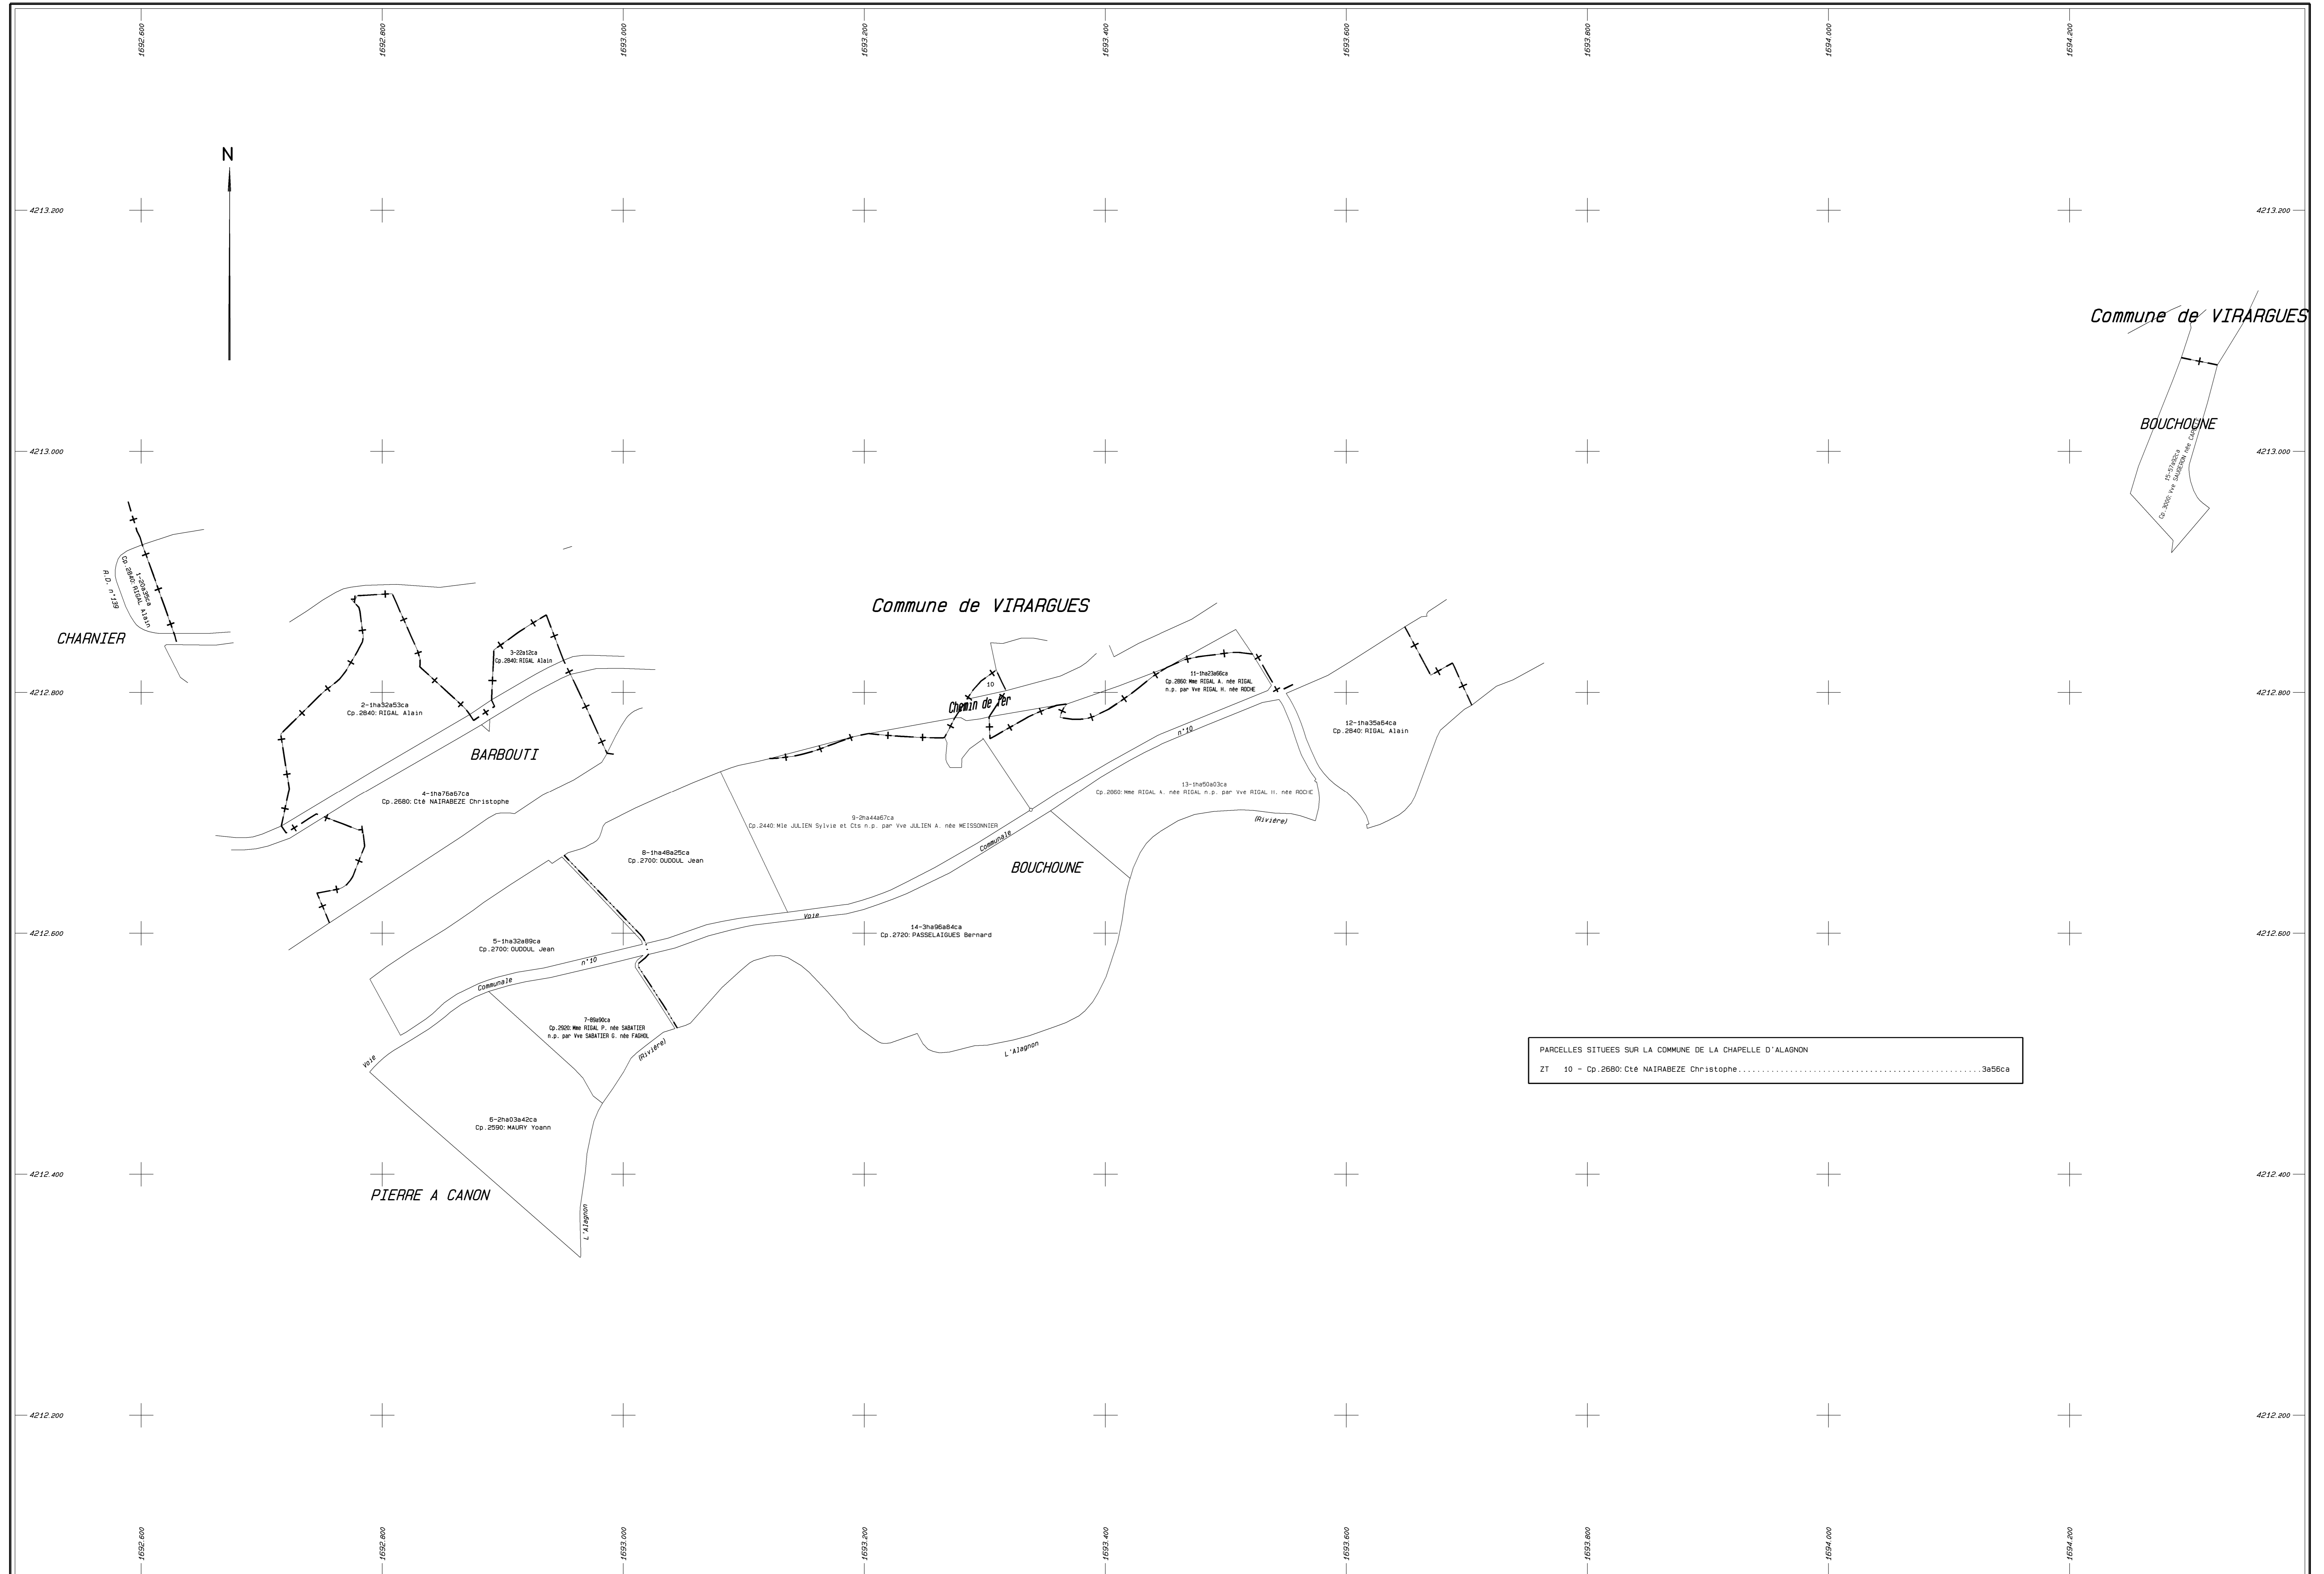 1692.600
1692.800
1693.000
1693.200
1693.400
1693.600
1693.800
1694.000
1694.200
N
4213.200
4213.200
Commune de VIRARGUES
BOUCHOUNE
15-57a92ca
Cp.3000: Vve SAUGERON née
4213.000
4213.000
1-20a35ca
Cp.2840: RIGAL Alain
R.D. n°139
CHARNIER
Commune de VIRARGUES
3-22a12ca
Cp.2840: RIGAL Alain
10
Chemin de Fer
11-1ha23a66ca
Cp.2860: Mme RIGAL A. née RIGAL
n.p. par Vve RIGAL H. née ROCHE
4212.800
4212.800
2-1ha32a53ca
Cp.2840: RIGAL Alain
12-1ha35a64ca
Cp.2840: RIGAL Alain
n°10
BARBOUTI
13-1ha50a03ca
Cp.2860: Mme RIGAL A. née RIGAL n.p. par Vve RIGAL H. née ROCHE
4-1ha76a67ca
Cp.2680: Cté NAIRABEZE Christophe
9-2ha44a67ca
Cp.2440: Mle JULIEN Sylvie et Cts n.p. par Vve JULIEN A. née MEISSONNIER
(Rivière)
Communale
8-1ha48a25ca
Cp.2700: OUDOUL Jean
BOUCHOUNE
Voie
14-3ha96a84ca
Cp.2720: PASSELAIGUES Bernard
4212.600
4212.600
5-1ha32a89ca
Cp.2700: OUDOUL Jean
n°10
Communale
7-89a90ca
Cp.2920: Mme RIGAL P. née SABATIER
n.p. par Vve SABATIER G. née FAGHOL
(Rivière)
L'Alagnon
Voie
PARCELLES SITUEES SUR LA COMMUNE DE LA CHAPELLE D'ALAGNON
ZT 10 - Cp.2680: Cté NAIRABEZE Christophe...................................................3a56ca
6-2ha03a42ca
Cp.2590: MAURY Yoann
4212.400
4212.400
PIERRE A CANON
L'Alagnon
4212.200
4212.200
1692.600
1692.800
1693.000
1693.200
1693.400
1693.600
1693.800
1694.000
1694.200